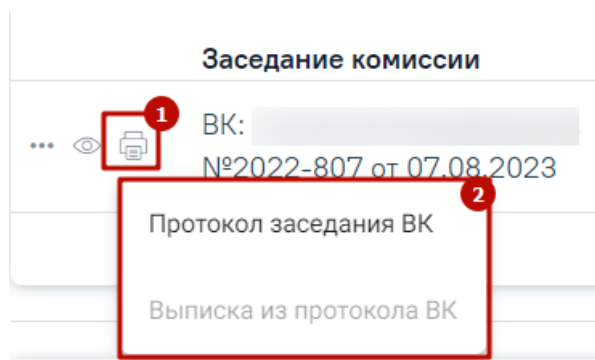 Заседание комиссии
1
ВК:
№2022-807 от 07.08.2023
2
Протокол заседания ВК
Выписка из протокола ВК